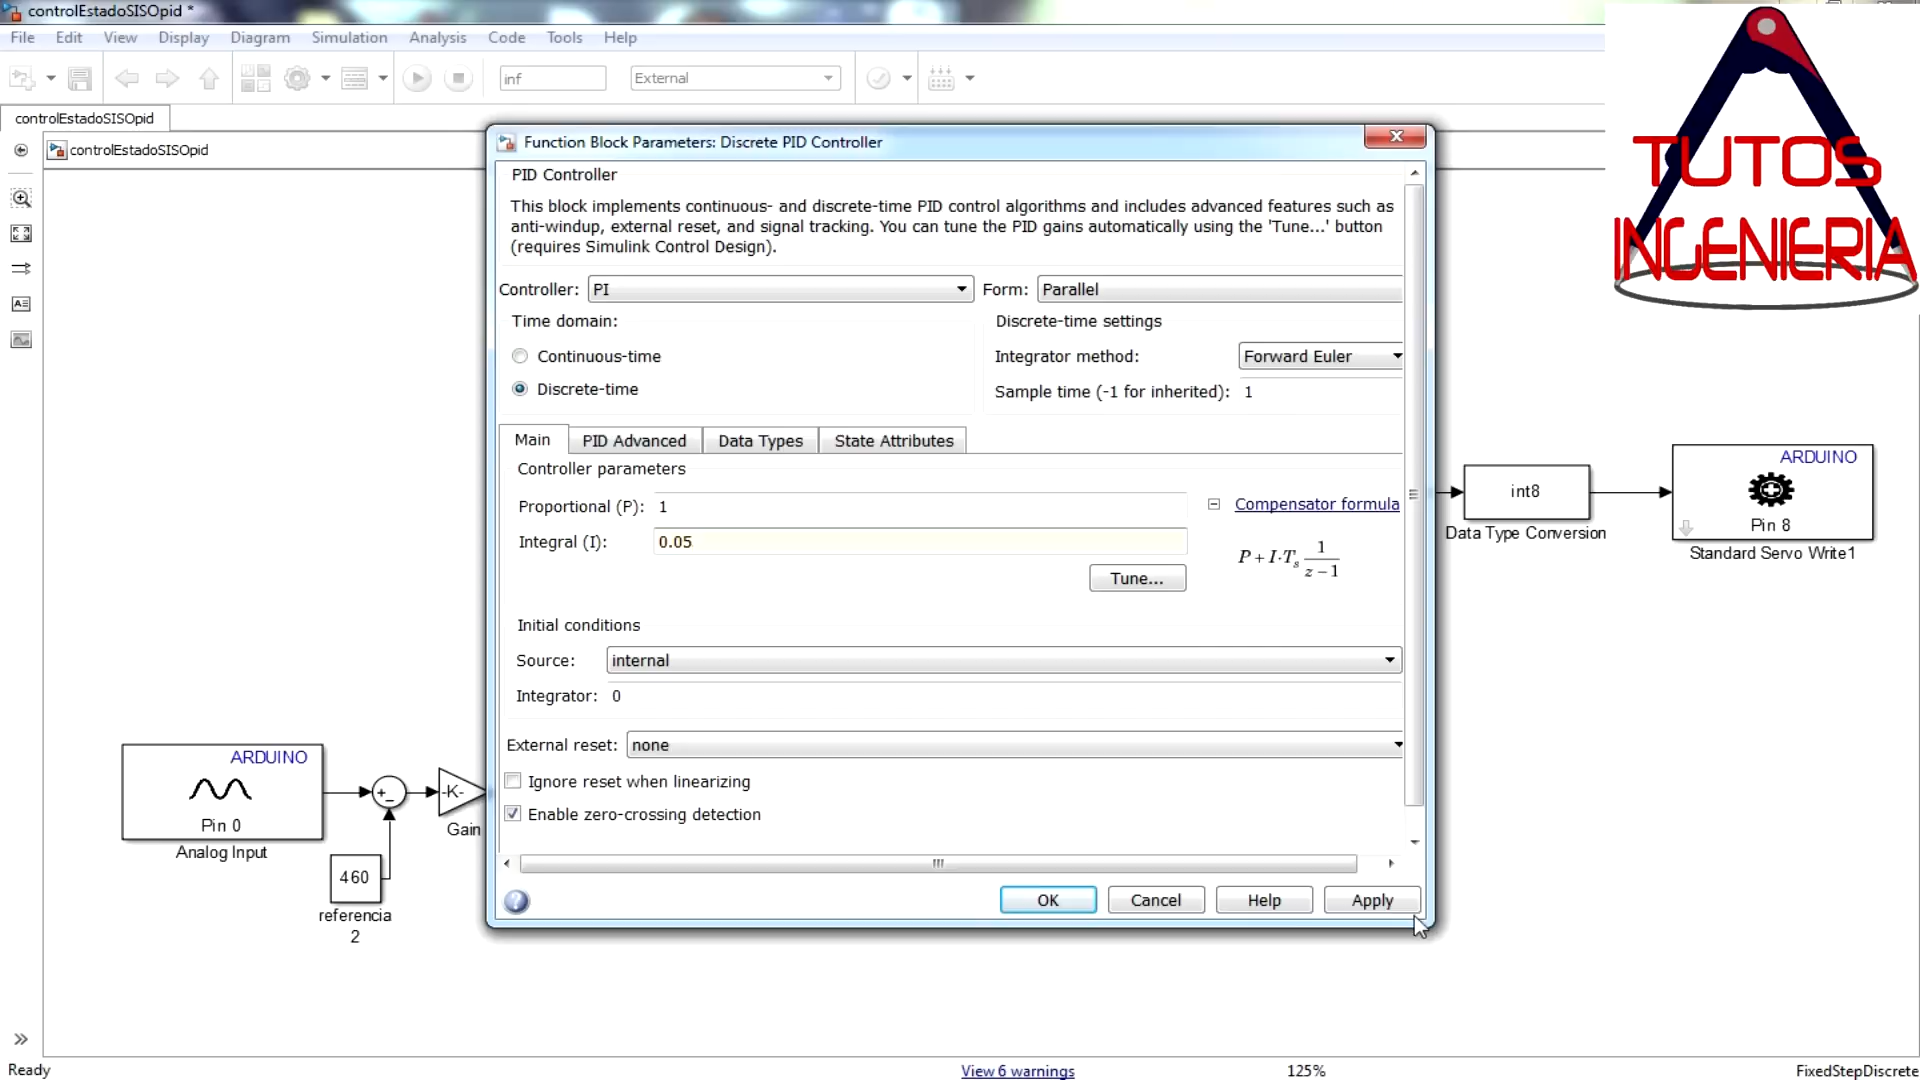 controlEstadoSISOpid *
File Edit View Display Diagram Simulation Analysis Code Tools Help
inf External
controlEstadoSISOpid
controlEstadoSISOpid
TUTOS
INGENIERIA
Function Block Parameters: Discrete PID Controller
PID Controller
This block implements continuous- and discrete-time PID control algorithms and includes advanced features such as
anti-windup, external reset, and signal tracking. You can tune the PID gains automatically using the 'Tune...' button
(requires Simulink Control Design).
Controller: PI Form: Parallel
Time domain: Discrete-time settings
Continuous-time Integrator method: Forward Euler
Discrete-time Sample time (-1 for inherited): 1
Main PID Advanced Data Types State Attributes
Controller parameters
Proportional (P): 1 Compensator formula
Integral (I): 0.05
P + I·Ts 1/(z − 1)
Tune...
Initial conditions
Source: internal
Integrator: 0
External reset: none
Ignore reset when linearizing
Enable zero-crossing detection
OK Cancel Help Apply
int8
Data Type Conversion
ARDUINO
Pin 8
Standard Servo Write1
ARDUINO
Pin 0
Analog Input
+
−
-K-
Gain
460
referencia
2
Ready View 6 warnings 125% FixedStepDiscrete